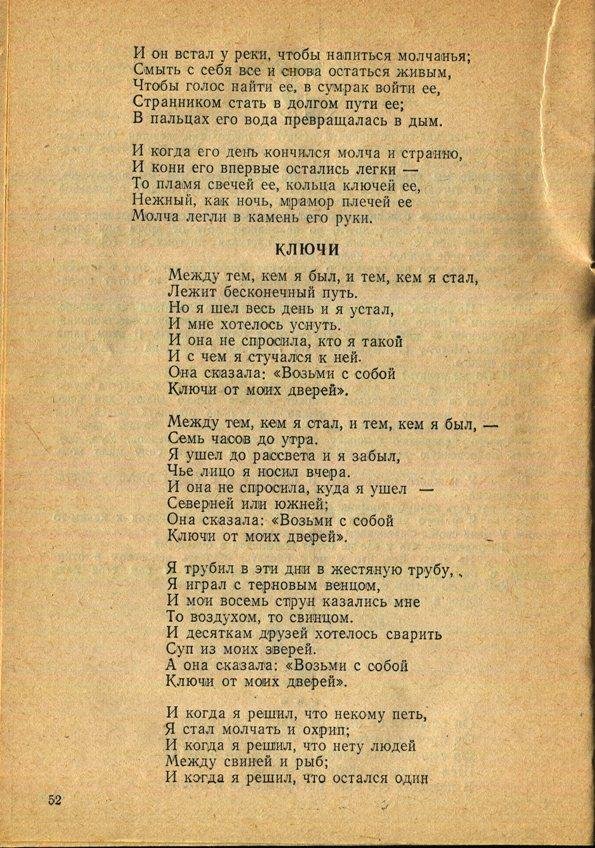 И он встал у реки, чтобы напиться молчанья;
Смыть с себя все и снова остаться живым,
Чтобы голос найти ее, в сумрак войти ее,
Странником стать в долгом пути ее;
В пальцах его вода превращалась в дым.
И когда его день кончился молча и странно,
И кони его впервые остались легки —
То пламя свечей ее, кольца ключей ее,
Нежный, как ночь, мрамор плечей ее
Молча легли в камень его руки.
КЛЮЧИ
Между тем, кем я был, и тем, кем я стал,
Лежит бесконечный путь.
Но я шел весь день и я устал,
И мне хотелось уснуть.
И она не спросила, кто я такой
И с чем я стучался к ней.
Она сказала: «Возьми с собой
Ключи от моих дверей».
Между тем, кем я стал, и тем, кем я был, —
Семь часов до утра.
Я ушел до рассвета и я забыл,
Чье лицо я носил вчера.
И она не спросила, куда я ушел —
Северней или южней;
Она сказала: «Возьми с собой
Ключи от моих дверей».
Я трубил в эти дни в жестяную трубу,
Я играл с терновым венцом,
И мои восемь струн казались мне
То воздухом, то свинцом.
И десяткам друзей хотелось сварить
Суп из моих зверей.
А она сказала: «Возьми с собой
Ключи от моих дверей».
И когда я решил, что некому петь,
Я стал молчать и охрип;
И когда я решил, что нету людей
Между свиней и рыб;
И когда я решил, что остался один
52